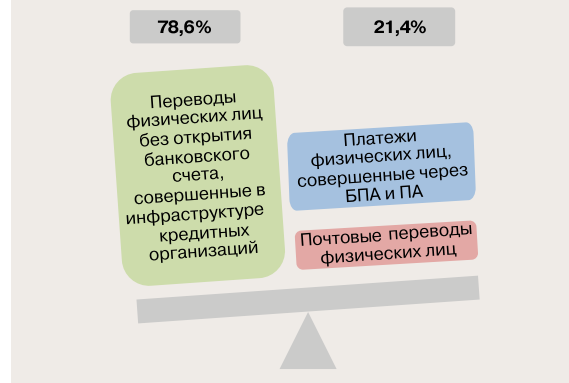 78,6%
21,4%
Переводы
физических лиц
без открытия
банковского
счета,
совершенные в
инфраструктуре
кредитных
организаций
Платежи
физических лиц,
совершенные через
БПА и ПА
Почтовые переводы
физических лиц